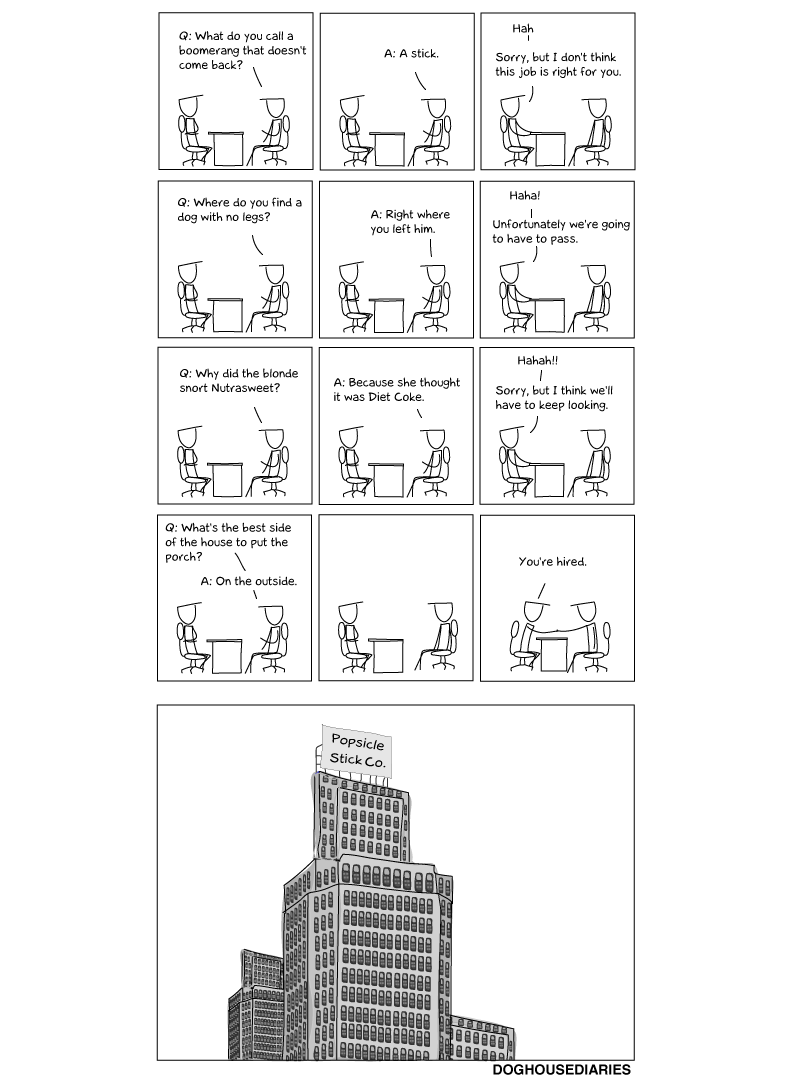 Q: What do you call a
boomerang that doesn't
come back?
A: A stick.
Hah
Sorry, but I don't think
this job is right for you.
Q: Where do you find a
dog with no legs?
A: Right where
you left him.
Haha!
Unfortunately we're going
to have to pass.
Q: Why did the blonde
snort Nutrasweet?
A: Because she thought
it was Diet Coke.
Hahah!!
Sorry, but I think we'll
have to keep looking.
Q: What's the best side
of the house to put the
porch?
A: On the outside.
You're hired.
Popsicle
Stick Co.
DOGHOUSEDIARIES